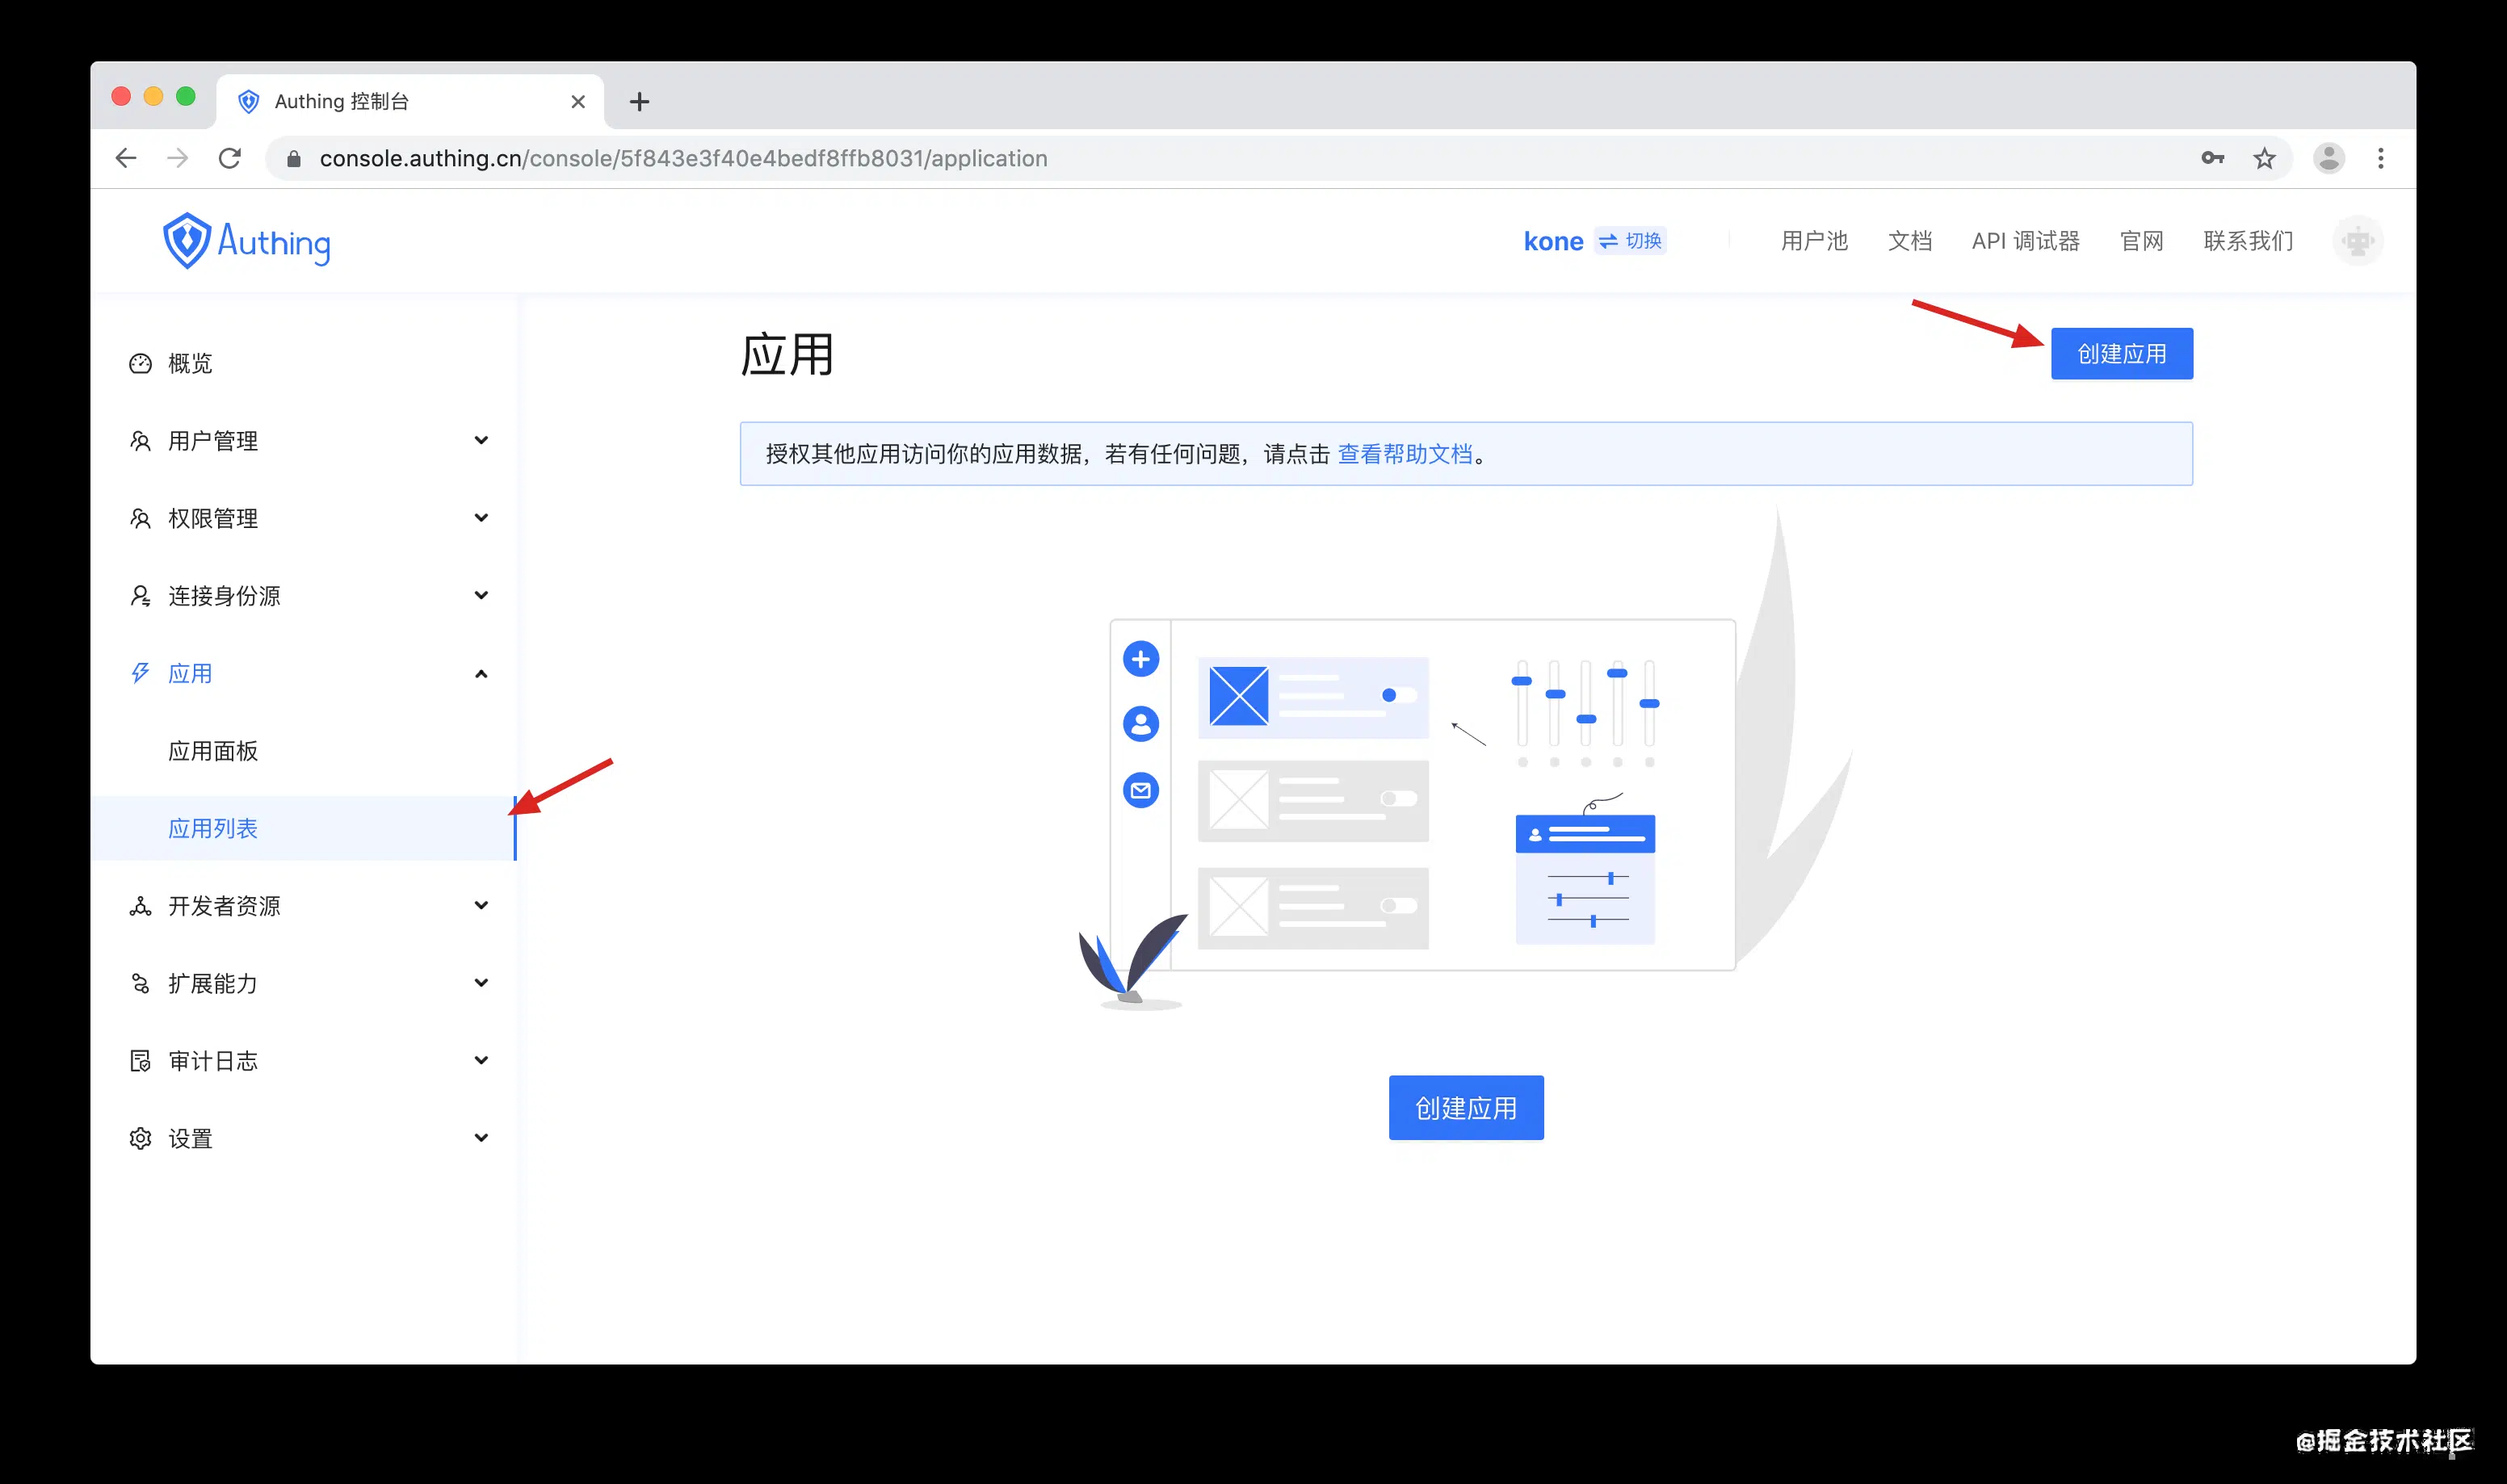 Authing 控制台
console.authing.cn/console/5f843e3f40e4bedf8ffb8031/application
Authing
kone 切换 用户池 文档 API 调试器 官网 联系我们
概览
用户管理
权限管理
连接身份源
应用
应用面板
应用列表
开发者资源
扩展能力
审计日志
设置
应用
创建应用
授权其他应用访问你的应用数据，若有任何问题，请点击 查看帮助文档。
创建应用
@掘金技术社区